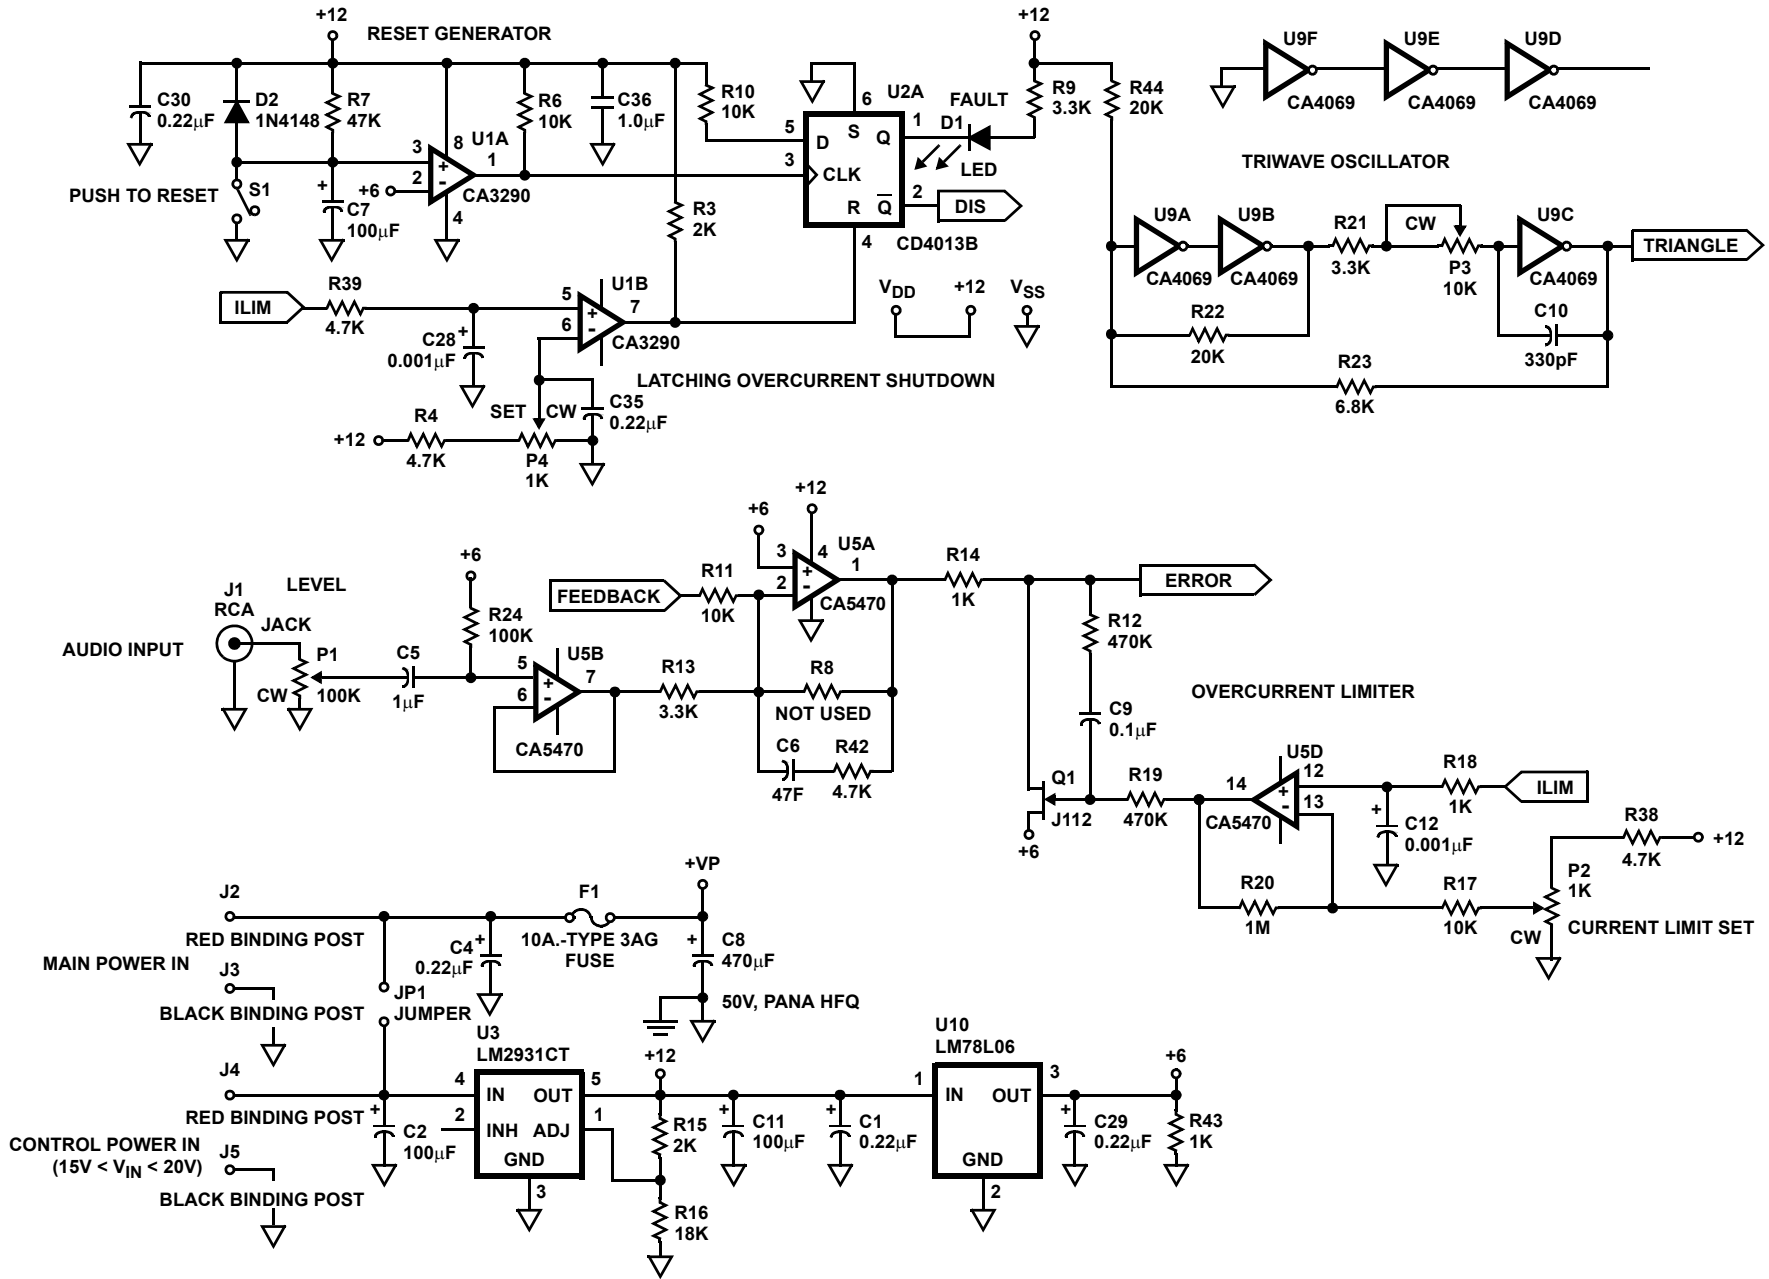 +12
RESET GENERATOR
C30
0.22µF
D2
1N4148
R7
47K
U1A
3
8
1
2
+6
4
CA3290
R6
10K
C36
1.0µF
PUSH TO RESET
S1
+
C7
100µF
R3
2K
R10
10K
U2A
6
S
5
D
Q
1
3
CLK
R
Q
2
DIS
4
CD4013B
FAULT
D1
LED
+12
R9
3.3K
R44
20K
U9F
CA4069
U9E
CA4069
U9D
CA4069
TRIWAVE OSCILLATOR
U9A
CA4069
U9B
CA4069
R21
3.3K
CW
P3
10K
U9C
CA4069
TRIANGLE
C10
330pF
R22
20K
R23
6.8K
VDD
+12
VSS
ILIM
R39
4.7K
C28
+
0.001µF
U1B
5
6
7
+
-
CA3290
LATCHING OVERCURRENT SHUTDOWN
SET
CW
C35
0.22µF
+12
R4
4.7K
P4
1K
AUDIO INPUT
J1
RCA
JACK
LEVEL
P1
100K
CW
C5
1µF
+6
R24
100K
U5B
5
6
7
+
-
CA5470
R13
3.3K
FEEDBACK
R11
10K
+6
+12
U5A
3
4
1
2
+
-
CA5470
R8
NOT USED
C6
47F
R42
4.7K
R14
1K
ERROR
R12
470K
C9
0.1µF
Q1
J112
+6
R19
470K
OVERCURRENT LIMITER
U5D
14
12
13
+
-
CA5470
R18
1K
ILIM
+
C12
0.001µF
R38
4.7K
+12
P2
1K
CURRENT LIMIT SET
CW
R17
10K
R20
1M
J2
RED BINDING POST
MAIN POWER IN
J3
BLACK BINDING POST
J4
RED BINDING POST
CONTROL POWER IN
(15V < VIN < 20V)
J5
BLACK BINDING POST
JP1
JUMPER
C4
+
0.22µF
F1
10A.-TYPE 3AG
FUSE
+VP
+
C8
470µF
50V, PANA HFQ
U3
LM2931CT
4
IN
OUT
5
2
INH
ADJ
1
GND
3
+
C2
100µF
+12
R15
2K
R16
18K
+
C11
100µF
+
C1
0.22µF
U10
LM78L06
1
IN
OUT
3
GND
2
+
C29
0.22µF
+6
R43
1K